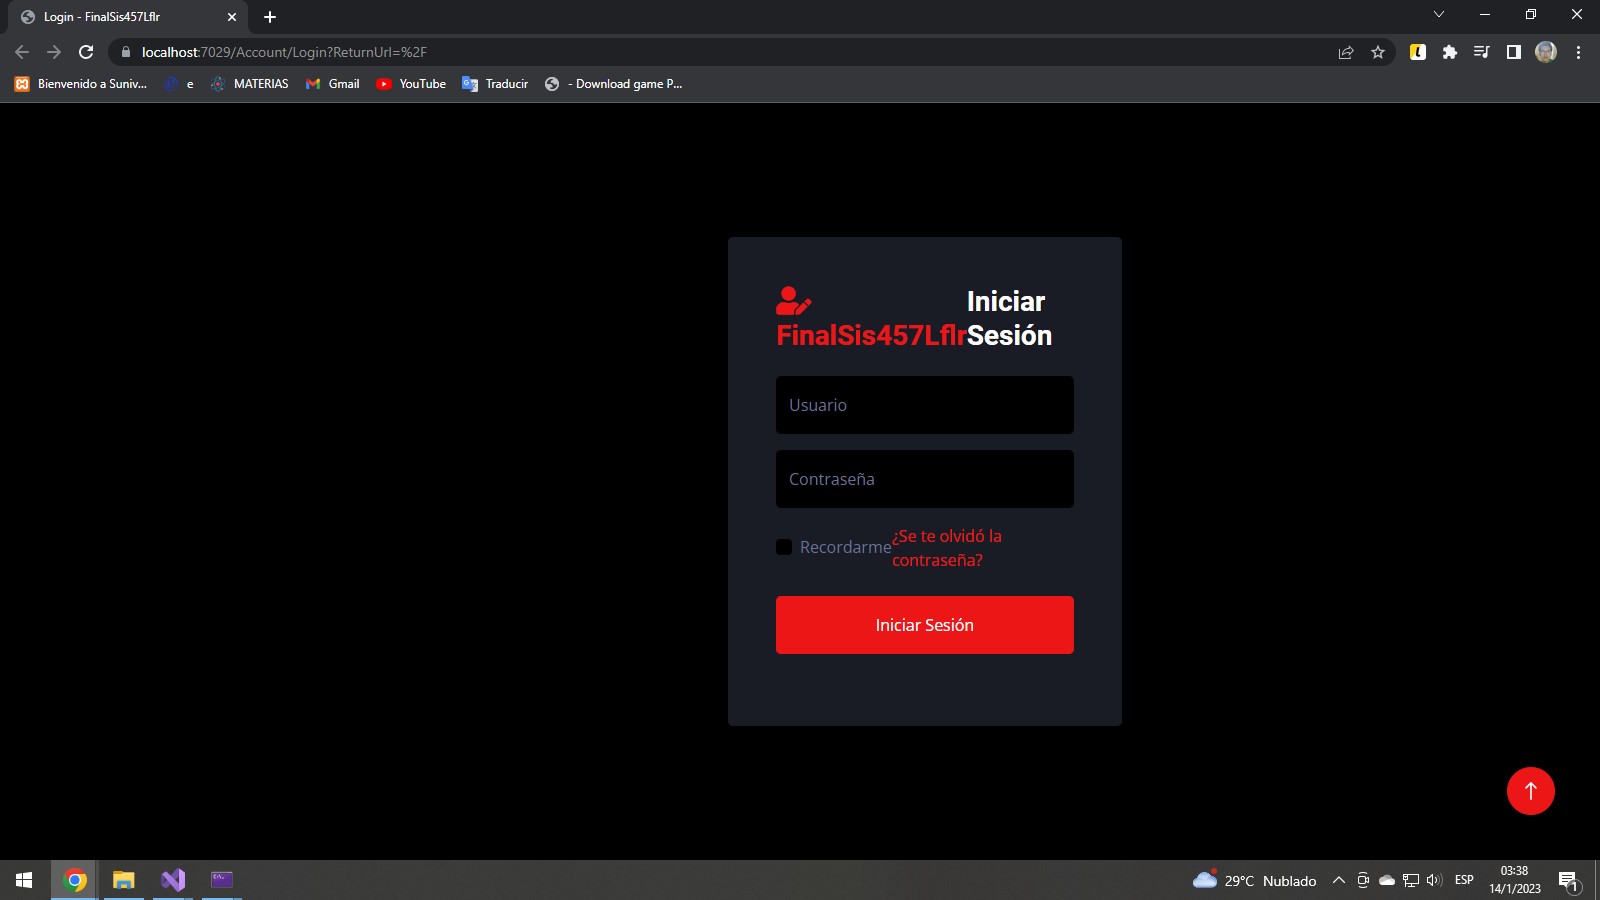 Login - FinalSis457Lflr
localhost:7029/Account/Login?ReturnUrl=%2F
Bienvenido a Suniv...
e
MATERIAS
Gmail
YouTube
Traducir
- Download game P...
FinalSis457Lflr
Iniciar
Sesión
Usuario
Contraseña
Recordarme
¿Se te olvidó la
contraseña?
Iniciar Sesión
29°C Nublado
ESP
03:38
14/1/2023
1